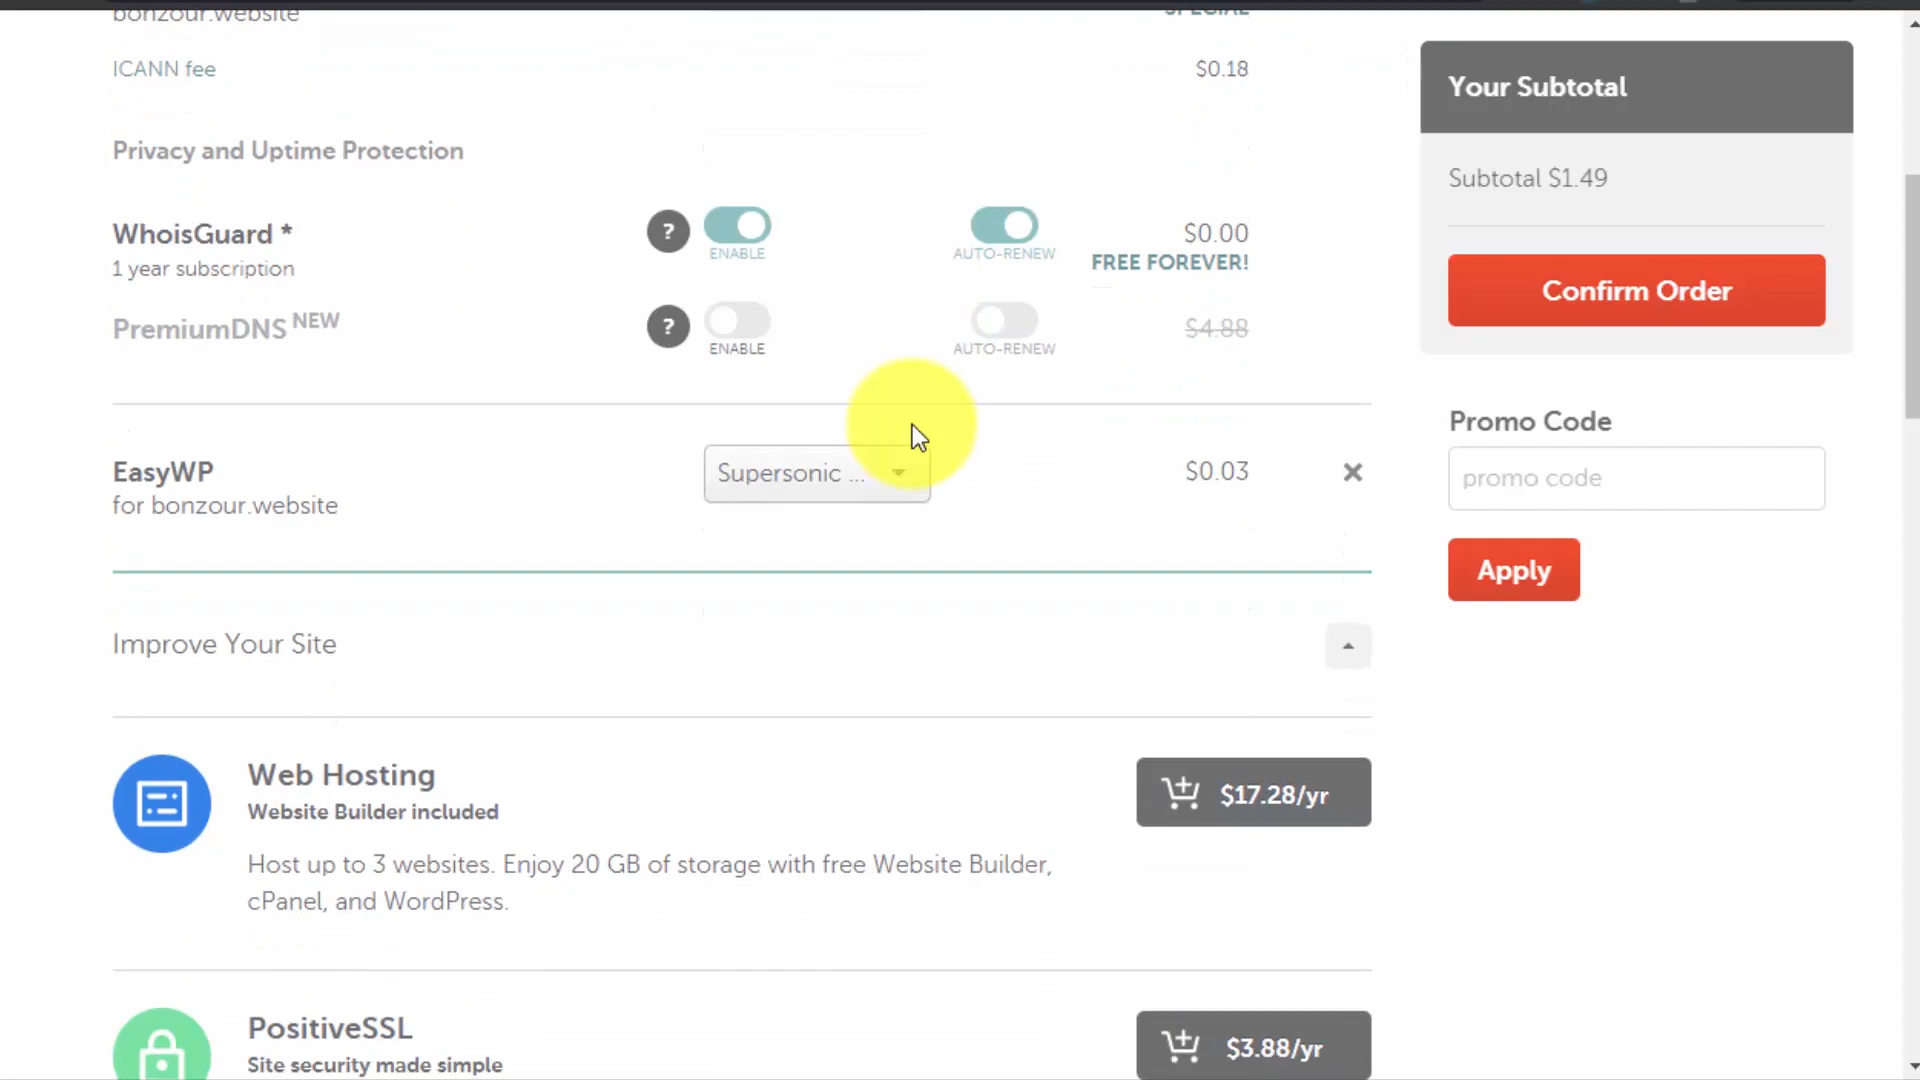 bonzour.website
SPECIAL
ICANN fee
$0.18
Privacy and Uptime Protection
WhoisGuard *
1 year subscription
?
ENABLE
AUTO-RENEW
$0.00
FREE FOREVER!
PremiumDNS NEW
?
ENABLE
AUTO-RENEW
$4.88
EasyWP
for bonzour.website
Supersonic ...
$0.03
Improve Your Site
Web Hosting
Website Builder included
Host up to 3 websites. Enjoy 20 GB of storage with free Website Builder,
cPanel, and WordPress.
$17.28/yr
PositiveSSL
Site security made simple
$3.88/yr
Your Subtotal
Subtotal $1.49
Confirm Order
Promo Code
promo code
Apply